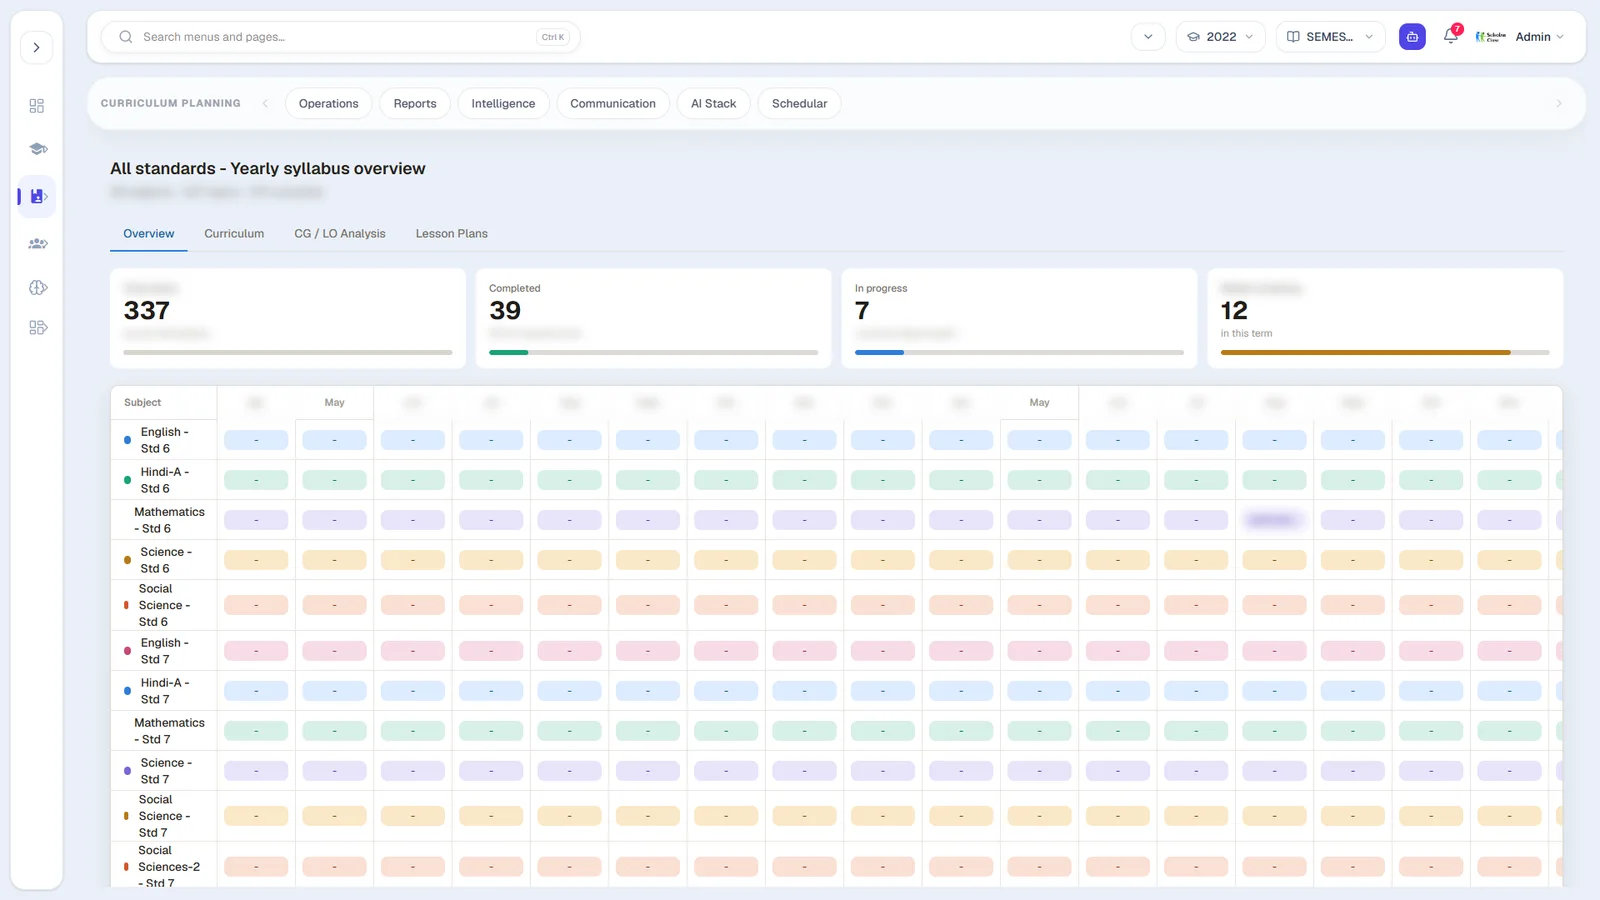 Search menus and pages...
Ctrl K
2022
SEMES...
7
Admin
CURRICULUM PLANNING
Operations
Reports
Intelligence
Communication
AI Stack
Schedular
All standards - Yearly syllabus overview
Overview
Curriculum
CG / LO Analysis
Lesson Plans
337
Completed
39
In progress
7
12
in this term
Subject
May
May
English -
Std 6
- - - - - - - - - - - - - - - - -
Hindi-A -
Std 6
- - - - - - - - - - - - - - - - -
Mathematics
- Std 6
- - - - - - - - - - - - - - - -
Science -
Std 6
- - - - - - - - - - - - - - - - -
Social
Science -
Std 6
- - - - - - - - - - - - - - - - -
English -
Std 7
- - - - - - - - - - - - - - - - -
Hindi-A -
Std 7
- - - - - - - - - - - - - - - - -
Mathematics
- Std 7
- - - - - - - - - - - - - - - - -
Science -
Std 7
- - - - - - - - - - - - - - - - -
Social
Science -
Std 7
- - - - - - - - - - - - - - - - -
Social
Sciences-2
- Std 7
- - - - - - - - - - - - - - - - -